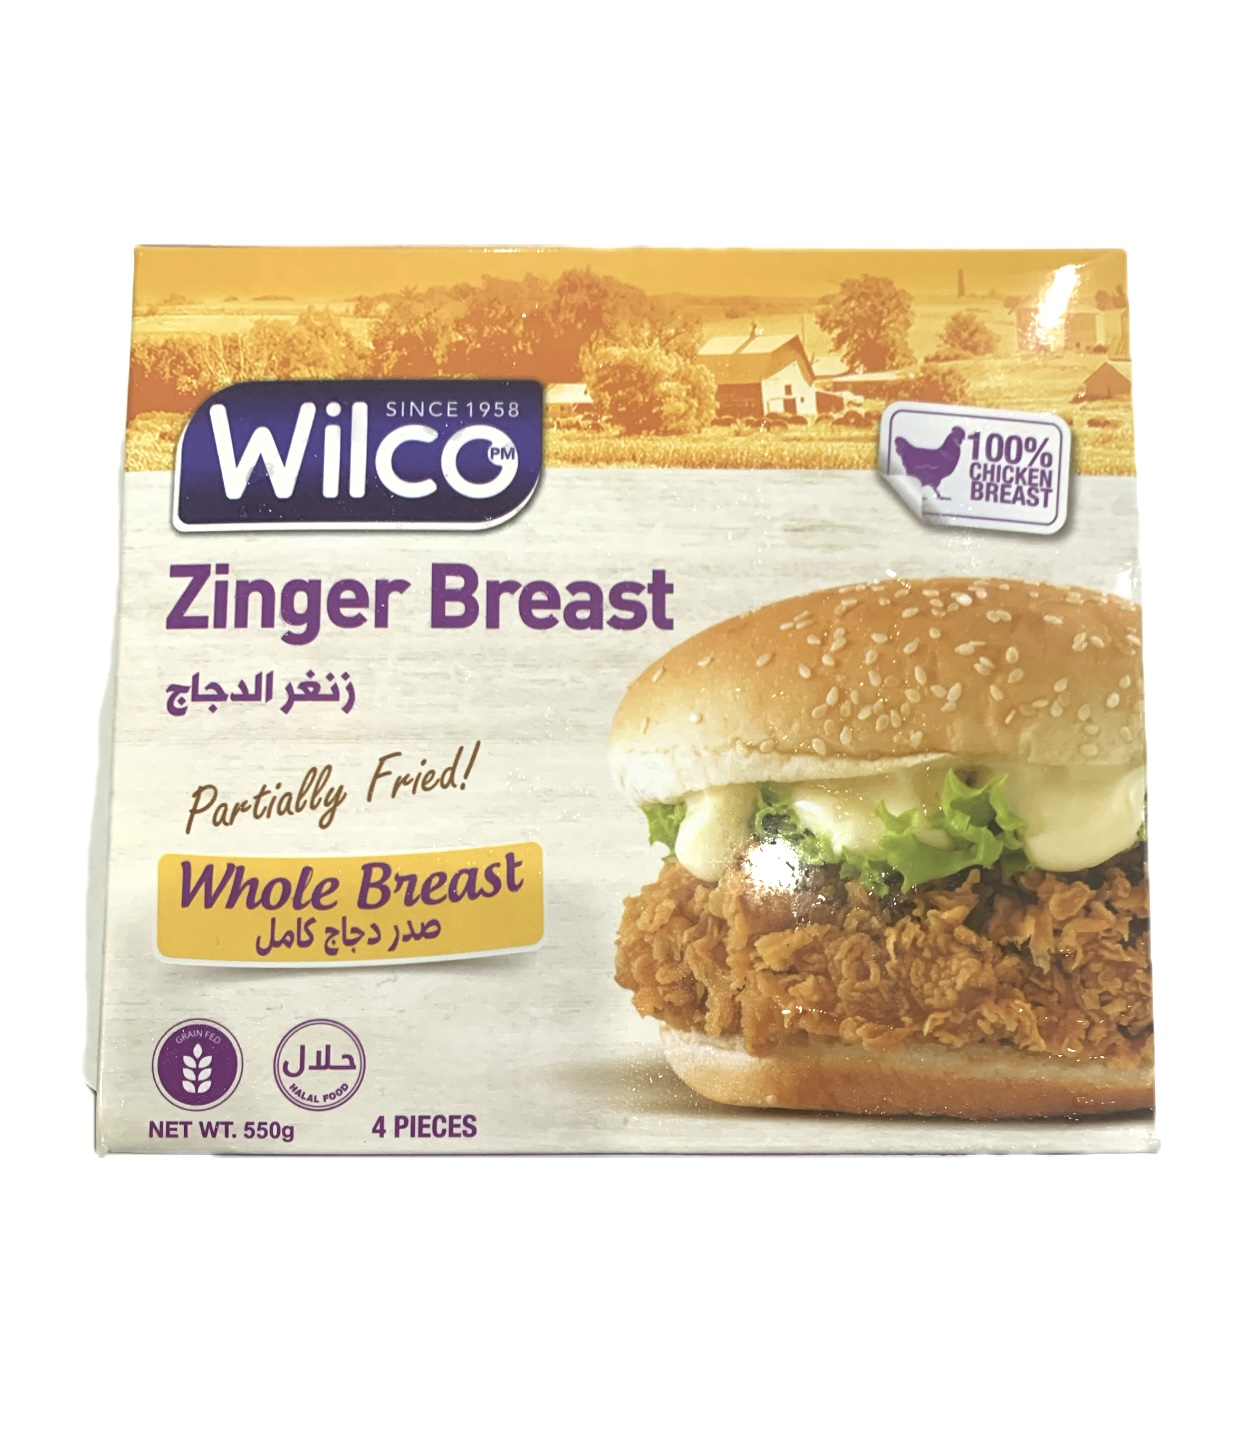 SINCE 1958
Wilco PM
100%
CHICKEN
BREAST
Zinger Breast
زنغر الدجاج
Partially Fried!
Whole Breast
صدر دجاج كامل
GRAIN FED
حلال
HALAL FOOD
NET WT. 550g
4 PIECES